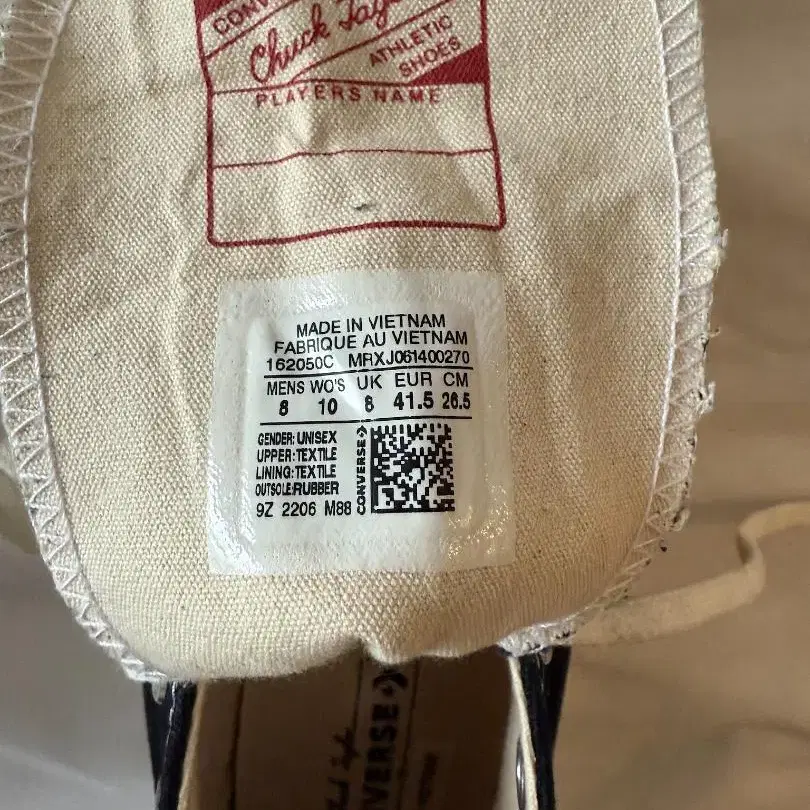 CONV
Chuck Taylo
ATHLETIC
SHOES
PLAYERS NAME
MADE IN VIETNAM
FABRIQUE AU VIETNAM
162050C MRXJ061400270
MENS WO'S UK EUR CM
8 10 8 41.5 26.5
GENDER: UNISEX
UPPER: TEXTILE
LINING: TEXTILE
OUTSOLE: RUBBER
CONVERSE
9Z 2206 M88
VERSE